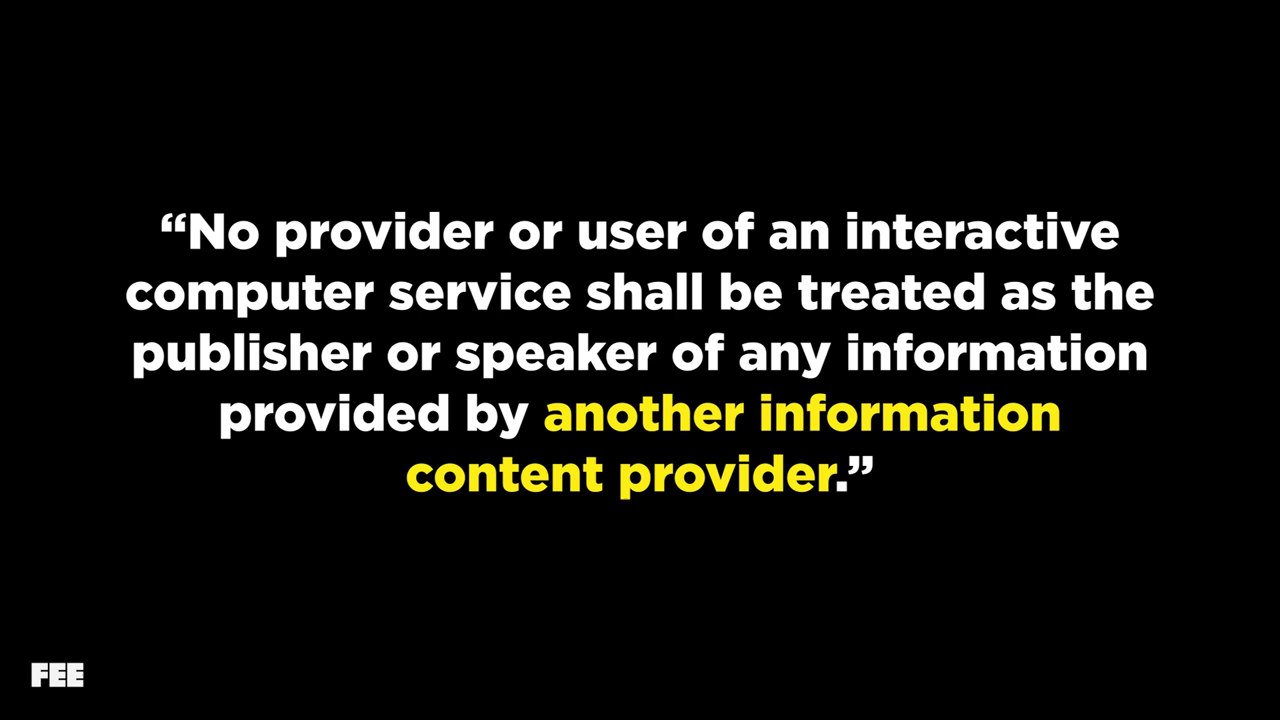 “No provider or user of an interactive
computer service shall be treated as the
publisher or speaker of any information
provided by another information
content provider.”
FEE